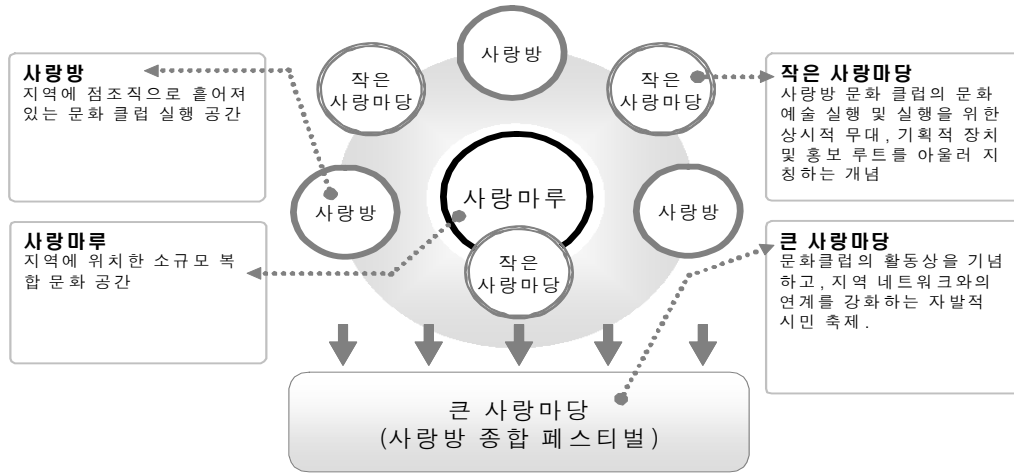 사랑방
지역에 점조직으로 흩어져
있는 문화 클럽 실행 공간
사랑마루
지역에 위치한 소규모 복
합 문화 공간
사랑방
작은
사랑마당
작은
사랑마당
사랑마루
사랑방
사랑방
작은
사랑마당
큰 사랑마당
(사랑방 종합 페스티벌)
작은 사랑마당
사랑방 문화 클럽의 문화
예술 실행 및 실행을 위한
상시적 무대, 기획적 장치
및 홍보 루트를 아울러 지
칭하는 개념
큰 사랑마당
문화클럽의 활동상을 기념
하고, 지역 네트워크와의
연계를 강화하는 자발적
시민 축제.